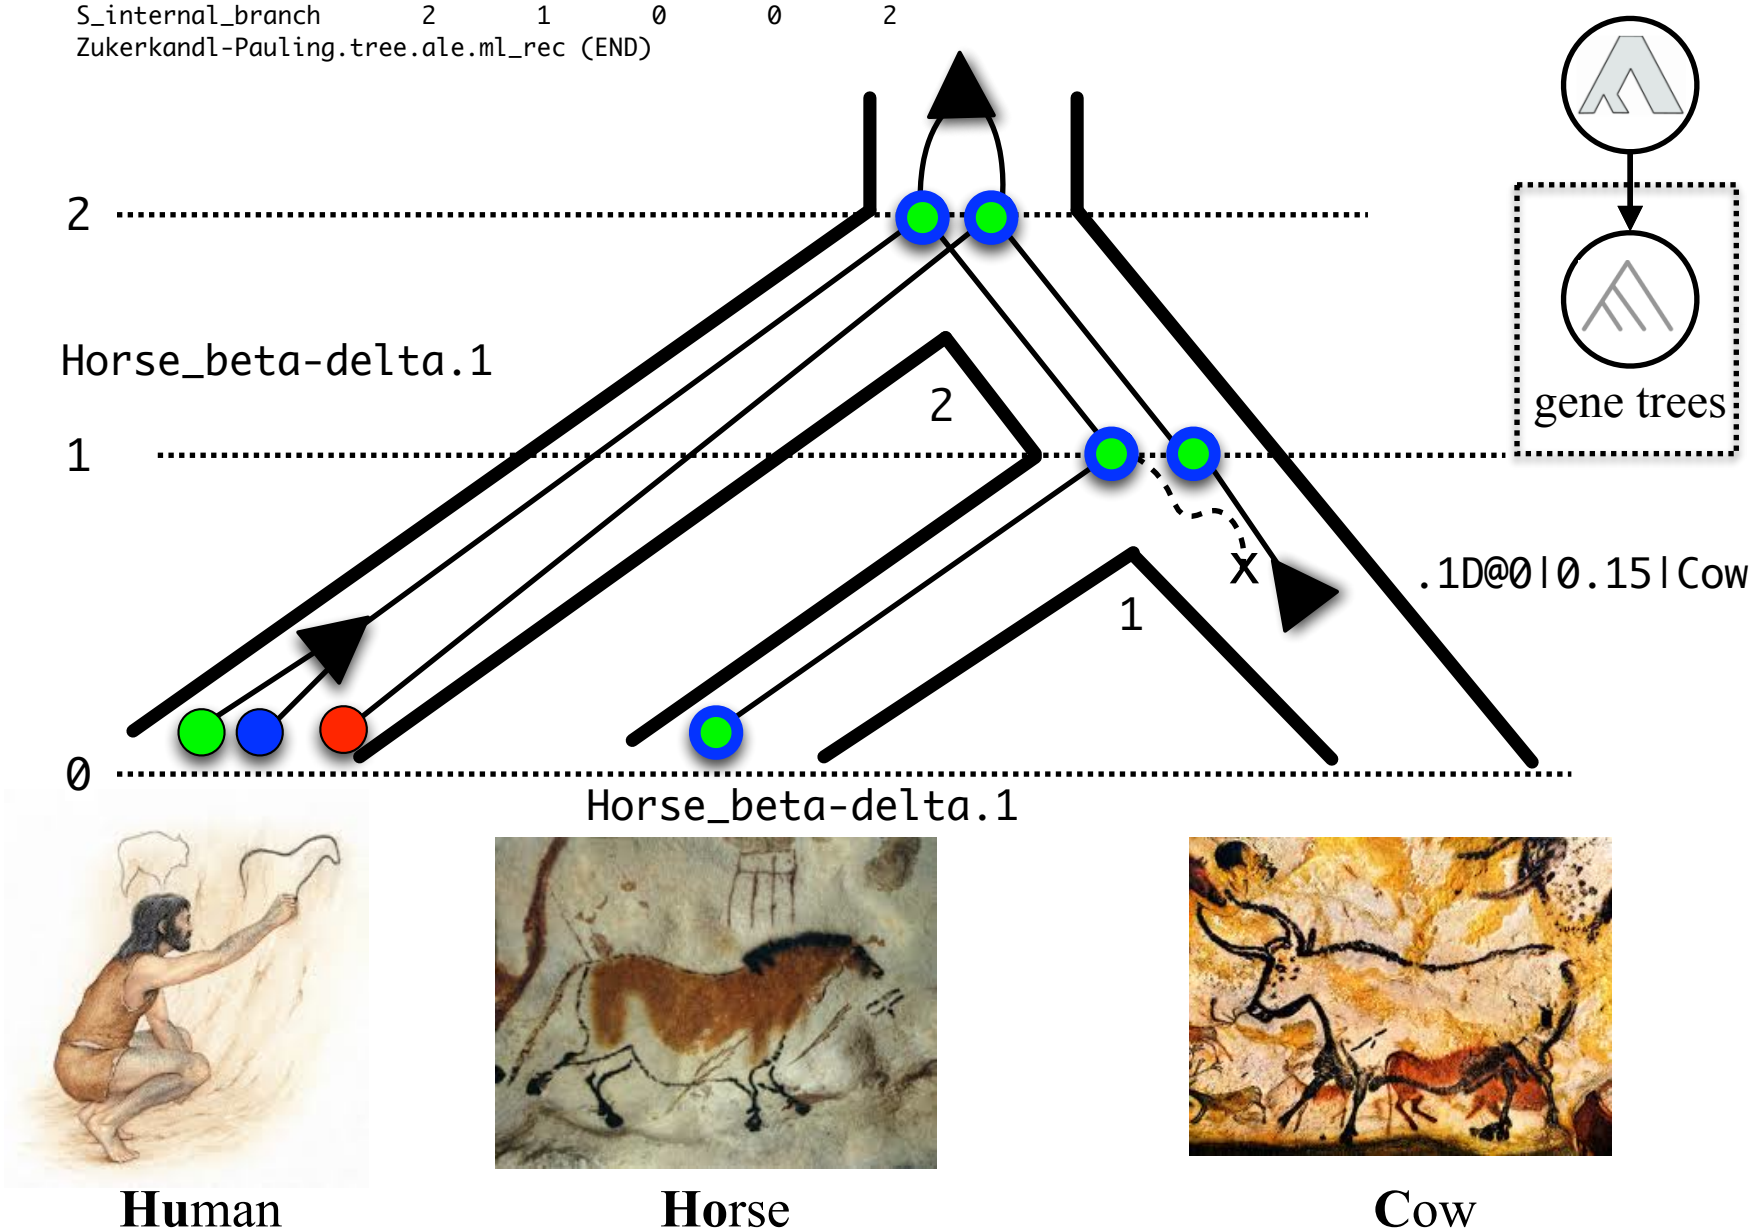 S_internal_branch 2 1 0 0 2
Zukerkandl-Pauling.tree.ale.ml_rec (END)
2
Horse_beta-delta.1
2
gene trees
1
x
.1D@0|0.15|Cow
1
0
Horse_beta-delta.1
Human
Horse
Cow